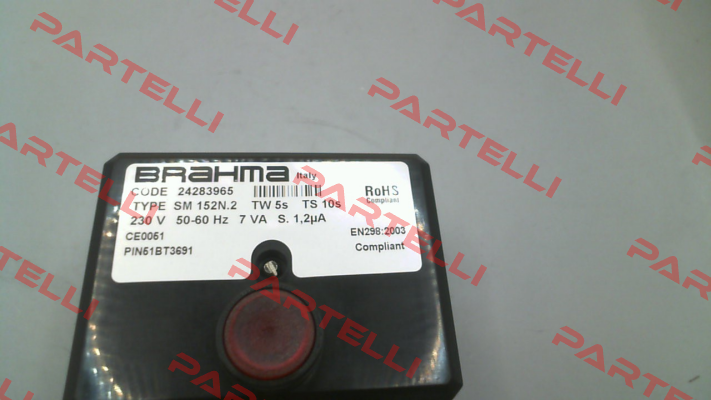 BRAHMA Italy
CODE 24283965
RoHS
Compliant
TYPE SM 152N.2 TW 5s TS 10s
230 V 50-60 Hz 7 VA S. 1,2µA
CE0051
EN298:2003
PIN51BT3691
Compliant
PARTELLI
PARTELLI
PARTELLI
PARTELLI
PARTELLI
PARTELLI